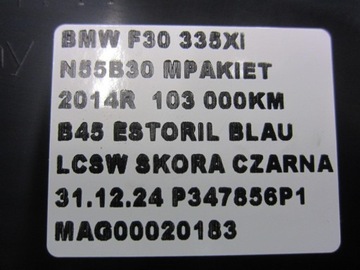 BMW F30 335Xi
N55B30 MPAKIET
2014R 103 000KM
B45 ESTORIL BLAU
LCSW SKORA CZARNA
31.12.24 P347856P1
MAG00020183